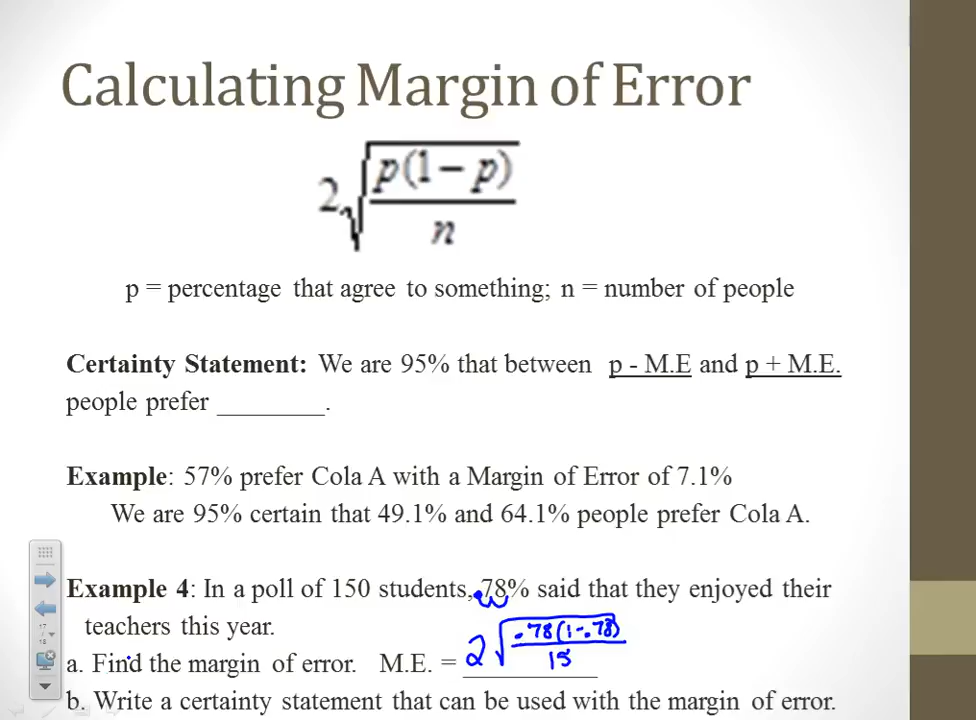 Calculating Margin of Error
2√(p(1 − p)/n)
p = percentage that agree to something; n = number of people
Certainty Statement: We are 95% that between p - M.E and p + M.E.
people prefer ________.
Example: 57% prefer Cola A with a Margin of Error of 7.1%
We are 95% certain that 49.1% and 64.1% people prefer Cola A.
Example 4: In a poll of 150 students, 78% said that they enjoyed their
teachers this year.
a. Find the margin of error. M.E. = 2√(.78(1-.78)/15)
b. Write a certainty statement that can be used with the margin of error.